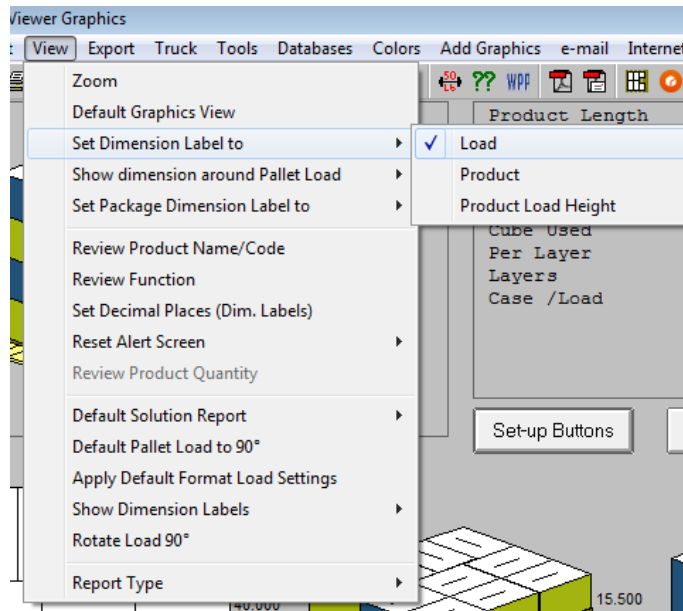 Viewer Graphics
t View Export Truck Tools Databases Colors Add Graphics e-mail Internet
50 LB ?? WPP
Zoom
Default Graphics View
Set Dimension Label to
Show dimension around Pallet Load
Set Package Dimension Label to
Review Product Name/Code
Review Function
Set Decimal Places (Dim. Labels)
Reset Alert Screen
Review Product Quantity
Default Solution Report
Default Pallet Load to 90°
Apply Default Format Load Settings
Show Dimension Labels
Rotate Load 90°
Report Type
Product Length
Load
Product
Product Load Height
Cube Used
Per Layer
Layers
Case /Load
Set-up Buttons
15.500
40.000